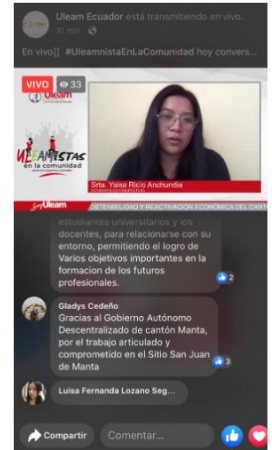 Uleam Ecuador está transmitiendo en vivo.
31 min
En vivo]] #UleamnistaEnLaComunidad hoy convers...
VIVO 33
Uleam
ULEAMISTAS
en la comunidad
Srta. Yaisa Ricio Anchundia
Soy Uleam
OSTENIBILIDAD Y REACTIVACIÓN ECONÓMICA DEL CANT
estudiantes universitarios y los
docentes, para relacionarse con su
entorno, permitiendo el logro de
Varios objetivos importantes en la
formacion de los futuros
profesionales.
2
Gladys Cedeño
Gracias al Gobierno Autónomo
Descentralizado de cantón Manta,
por el trabajo articulado y
comprometido en el Sitio San Juan
de Manta
3
Luisa Fernanda Lozano Seg...
Compartir
Comentar...